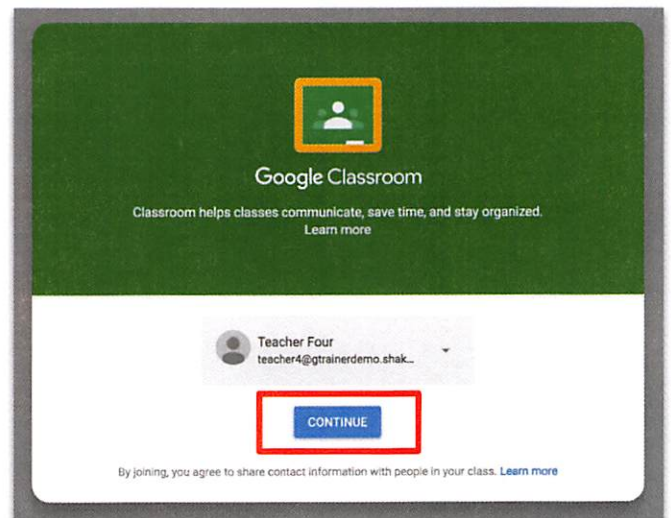 Google Classroom
Classroom helps classes communicate, save time, and stay organized.
Learn more
Teacher Four
teacher4@gtrainerdemo.shak...
CONTINUE
By joining, you agree to share contact information with people in your class. Learn more